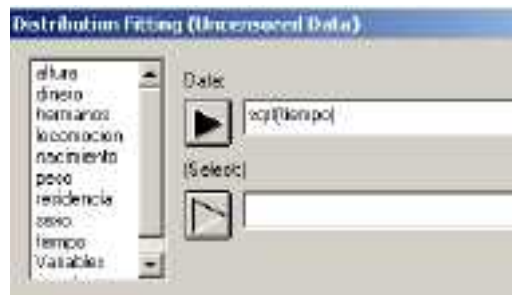 Distribution Fitting (Uncensored Data)
altura
dinero
hermanos
locomocion
nacimiento
peso
residencia
sexo
tiempo
Variables
Data:
sqrt(tiempo)
(Select:)